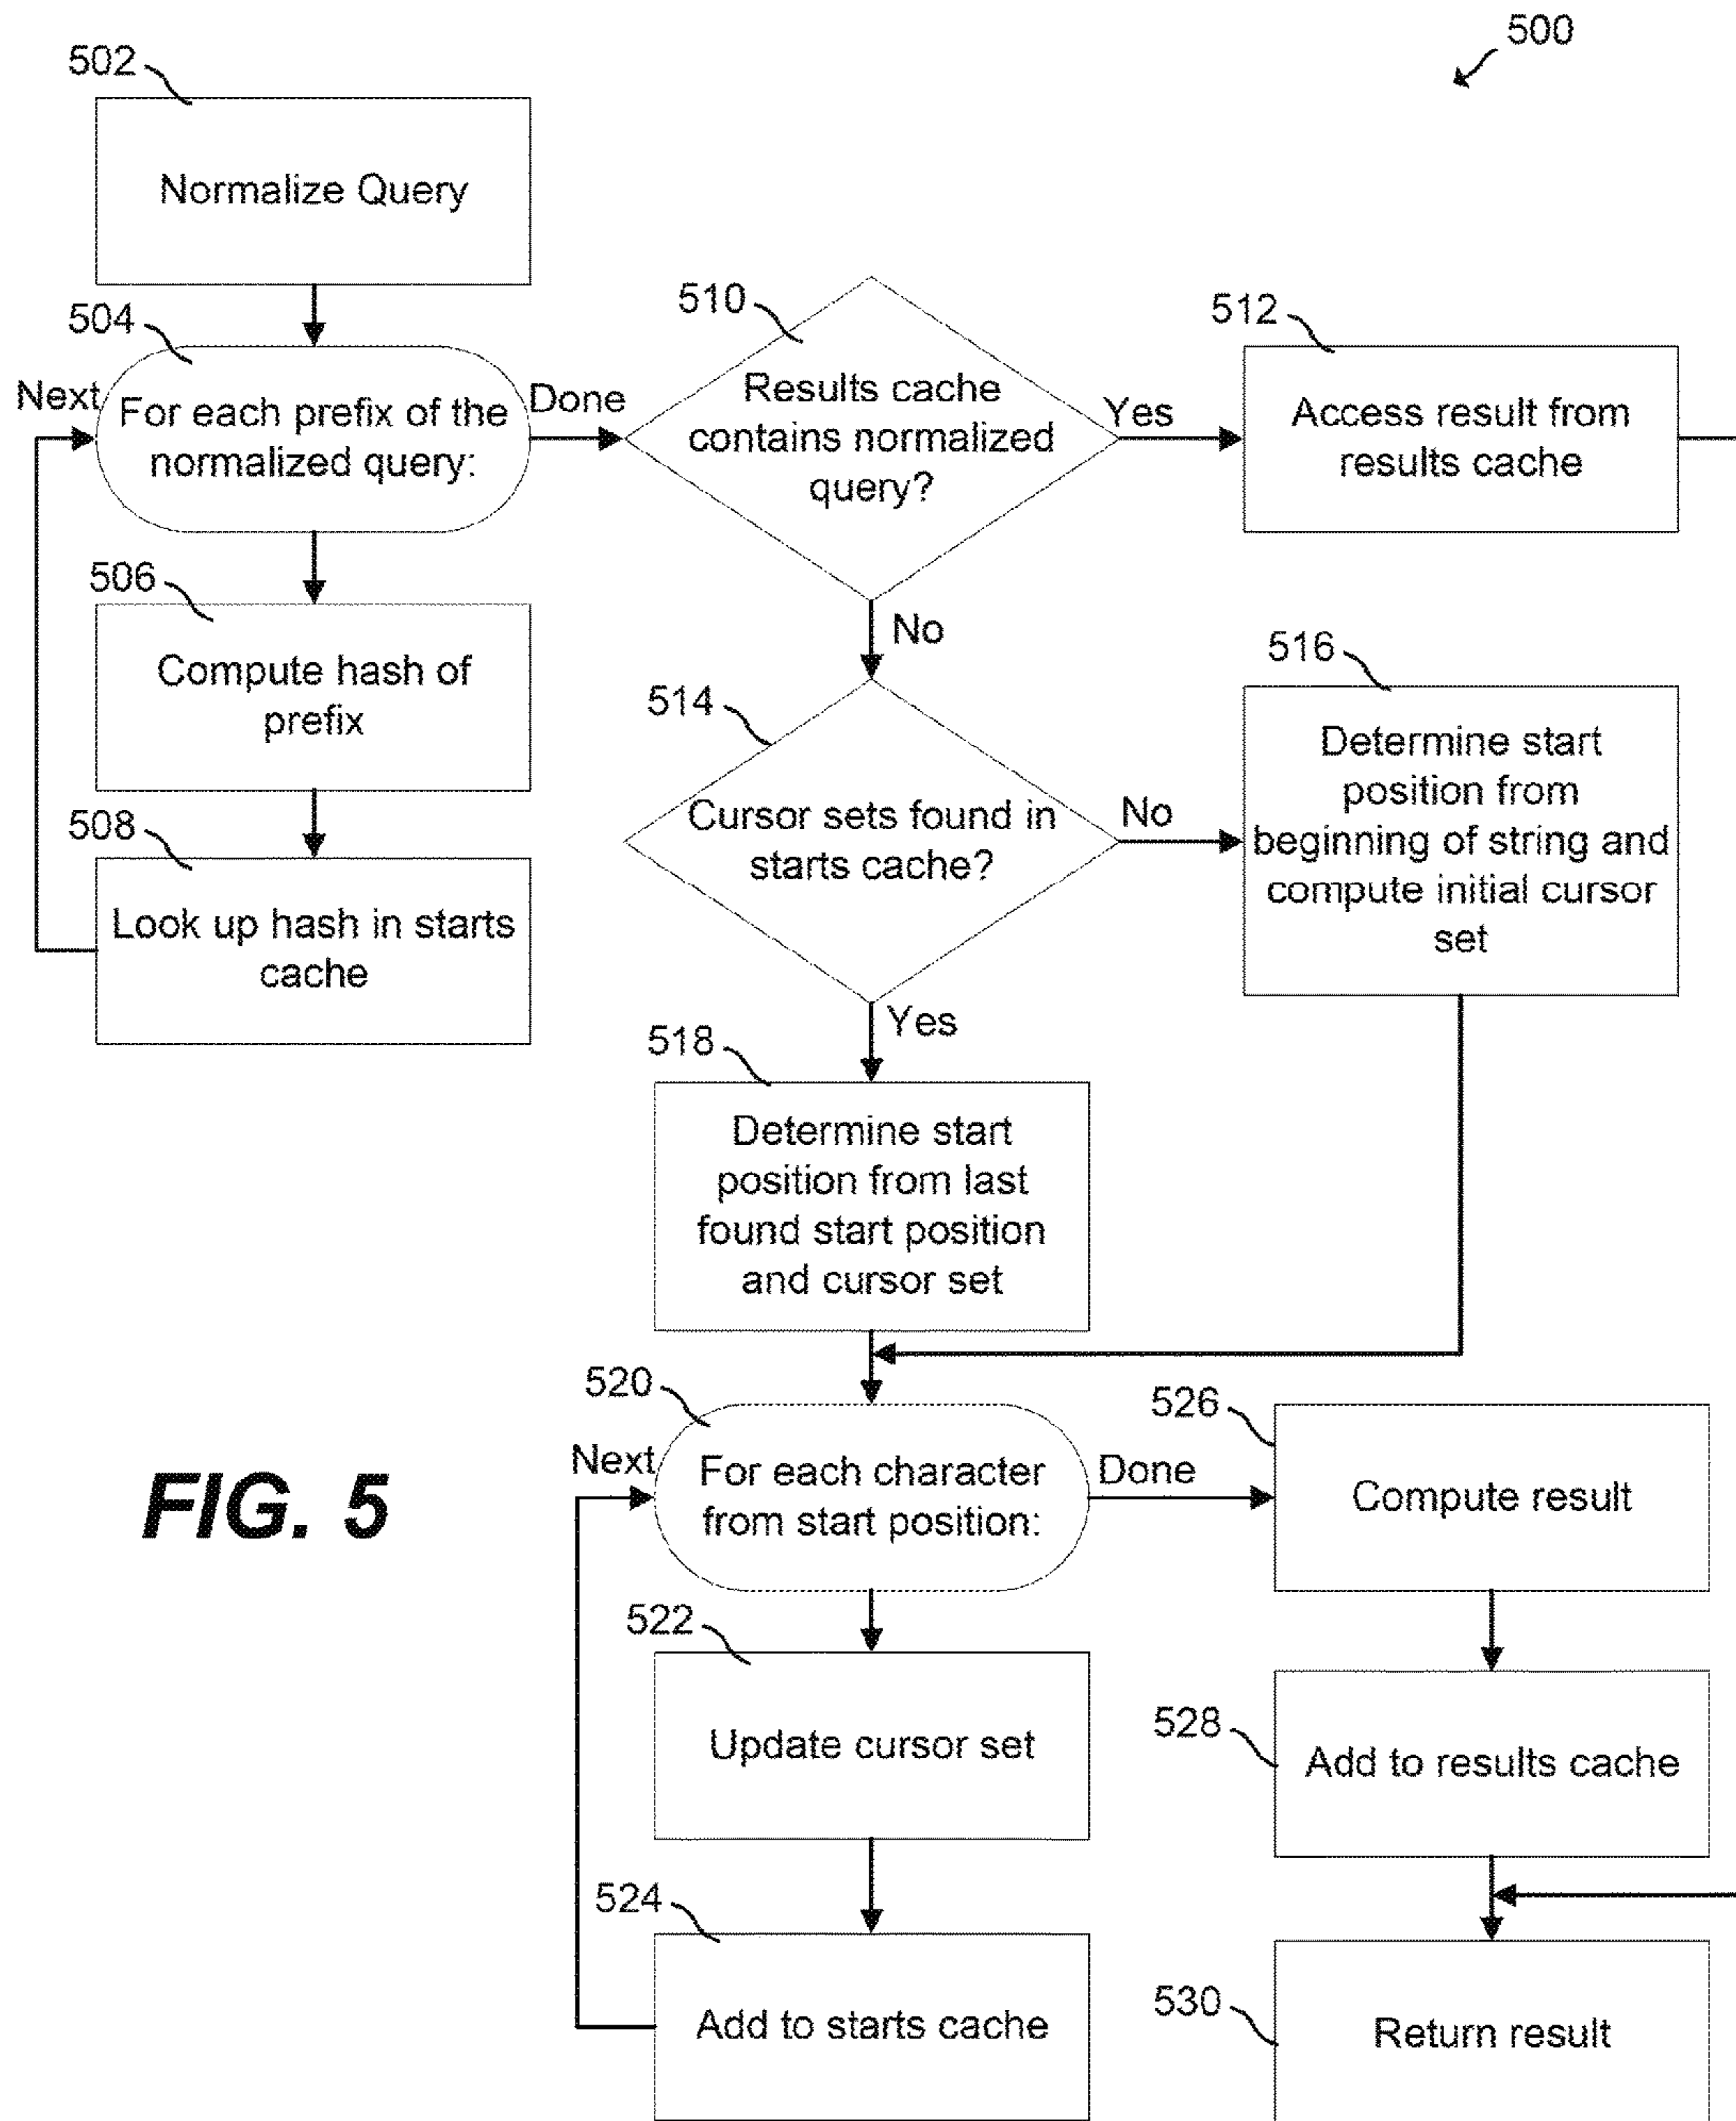 500
502
Normalize Query
504
Next
For each prefix of the
normalized query:
Done
506
Compute hash of
prefix
508
Look up hash in starts
cache
510
Results cache
contains normalized
query?
Yes
No
512
Access result from
results cache
514
Cursor sets found in
starts cache?
No
Yes
516
Determine start
position from
beginning of string and
compute initial cursor
set
518
Determine start
position from last
found start position
and cursor set
520
Next
For each character
from start position:
Done
522
Update cursor set
524
Add to starts cache
526
Compute result
528
Add to results cache
530
Return result
FIG. 5